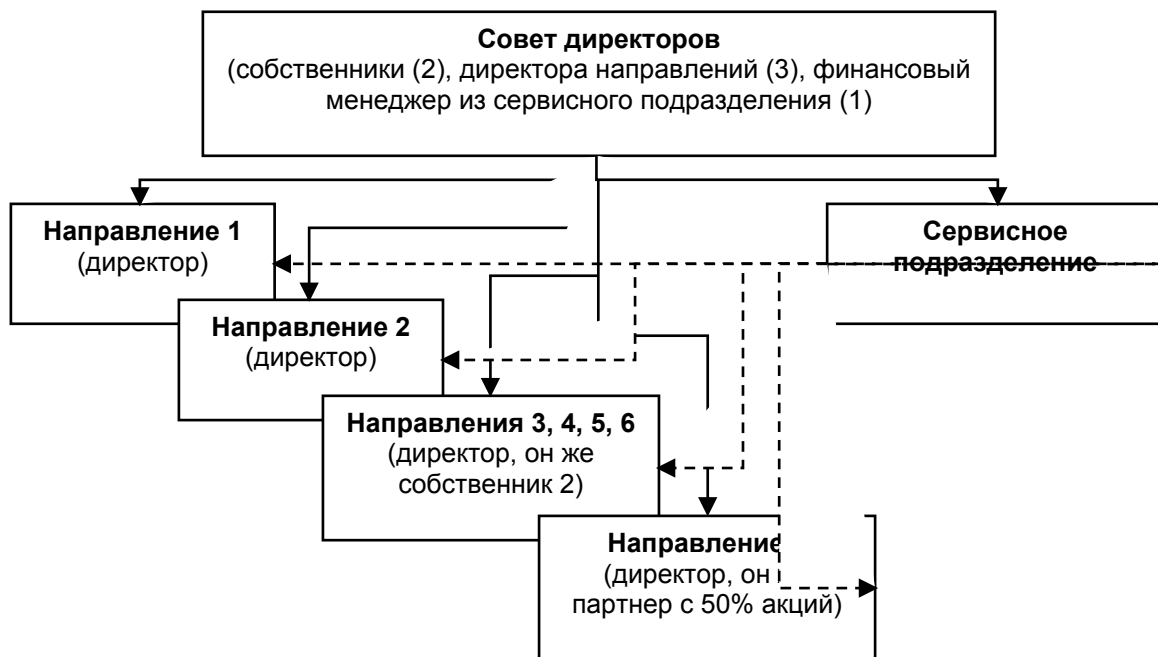 Совет директоров
(собственники (2), директора направлений (3), финансовый
менеджер из сервисного подразделения (1)
Направление 1
(директор)
Сервисное
подразделение
Направление 2
(директор)
Направления 3, 4, 5, 6
(директор, он же
собственник 2)
Направление
(директор, он
партнер с 50% акций)